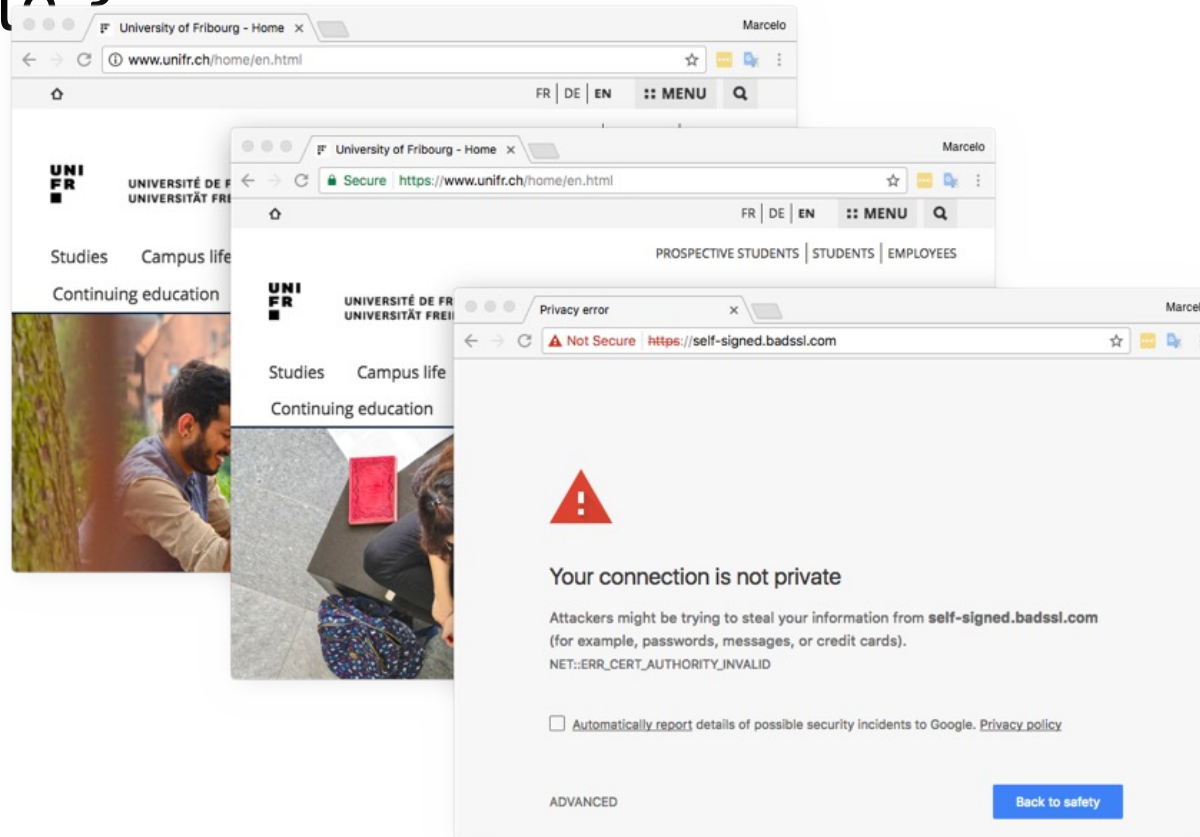 University of Fribourg - Home
Marcelo
www.unifr.ch/home/en.html
FR DE EN :: MENU
UNI
FR
UNIVERSITÉ DE F
UNIVERSITÄT FRE
Studies Campus life
Continuing education
University of Fribourg - Home
Marcelo
Secure https://www.unifr.ch/home/en.html
FR DE EN :: MENU
PROSPECTIVE STUDENTS STUDENTS EMPLOYEES
UNI
FR
UNIVERSITÉ DE FR
UNIVERSITÄT FREI
Studies Campus life
Continuing education
Privacy error
Marcel
Not Secure https://self-signed.badssl.com
Your connection is not private
Attackers might be trying to steal your information from self-signed.badssl.com
(for example, passwords, messages, or credit cards).
NET::ERR_CERT_AUTHORITY_INVALID
Automatically report details of possible security incidents to Google. Privacy policy
ADVANCED
Back to safety